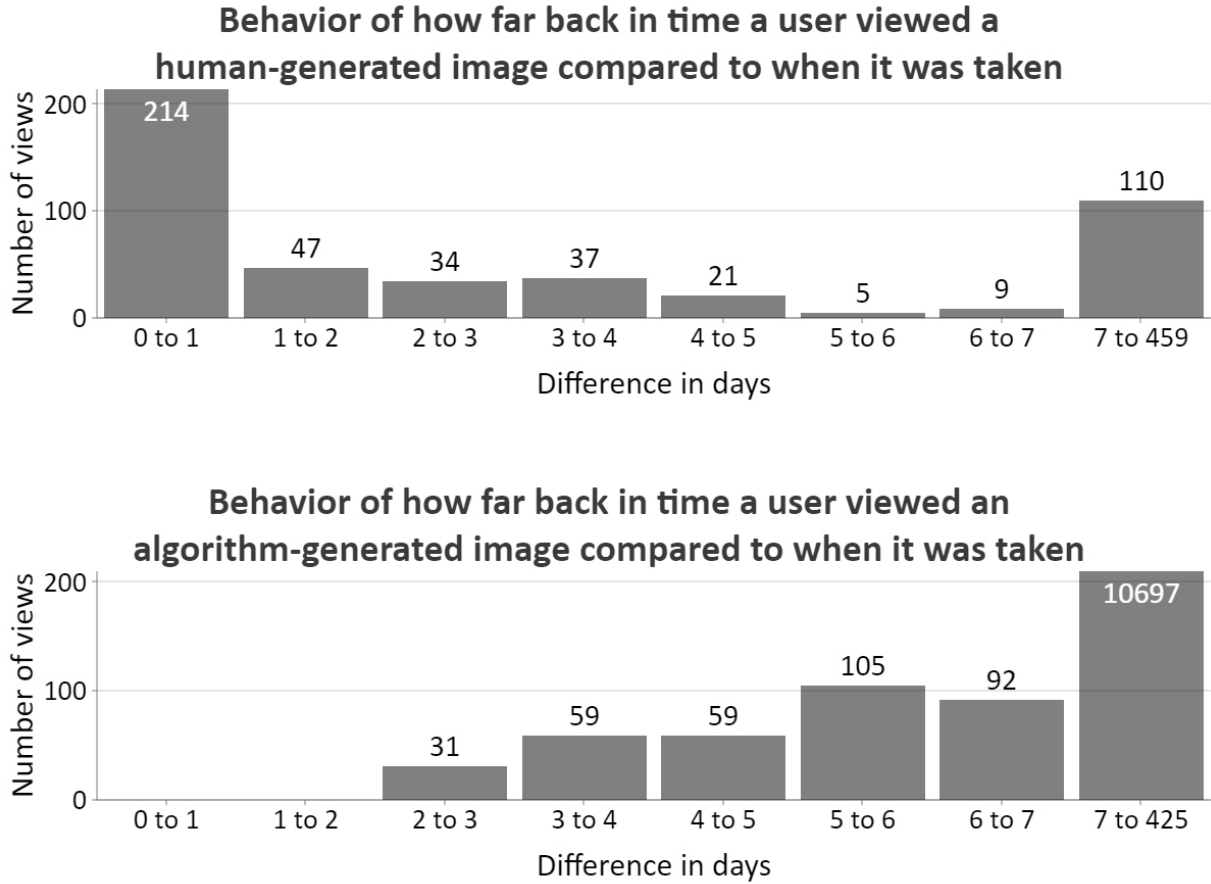 Behavior of how far back in time a user viewed a
human-generated image compared to when it was taken
Number of views
200
100
0
214
47
34
37
21
5
9
110
0 to 1
1 to 2
2 to 3
3 to 4
4 to 5
5 to 6
6 to 7
7 to 459
Difference in days
Behavior of how far back in time a user viewed an
algorithm-generated image compared to when it was taken
Number of views
200
100
0
31
59
59
105
92
10697
0 to 1
1 to 2
2 to 3
3 to 4
4 to 5
5 to 6
6 to 7
7 to 425
Difference in days